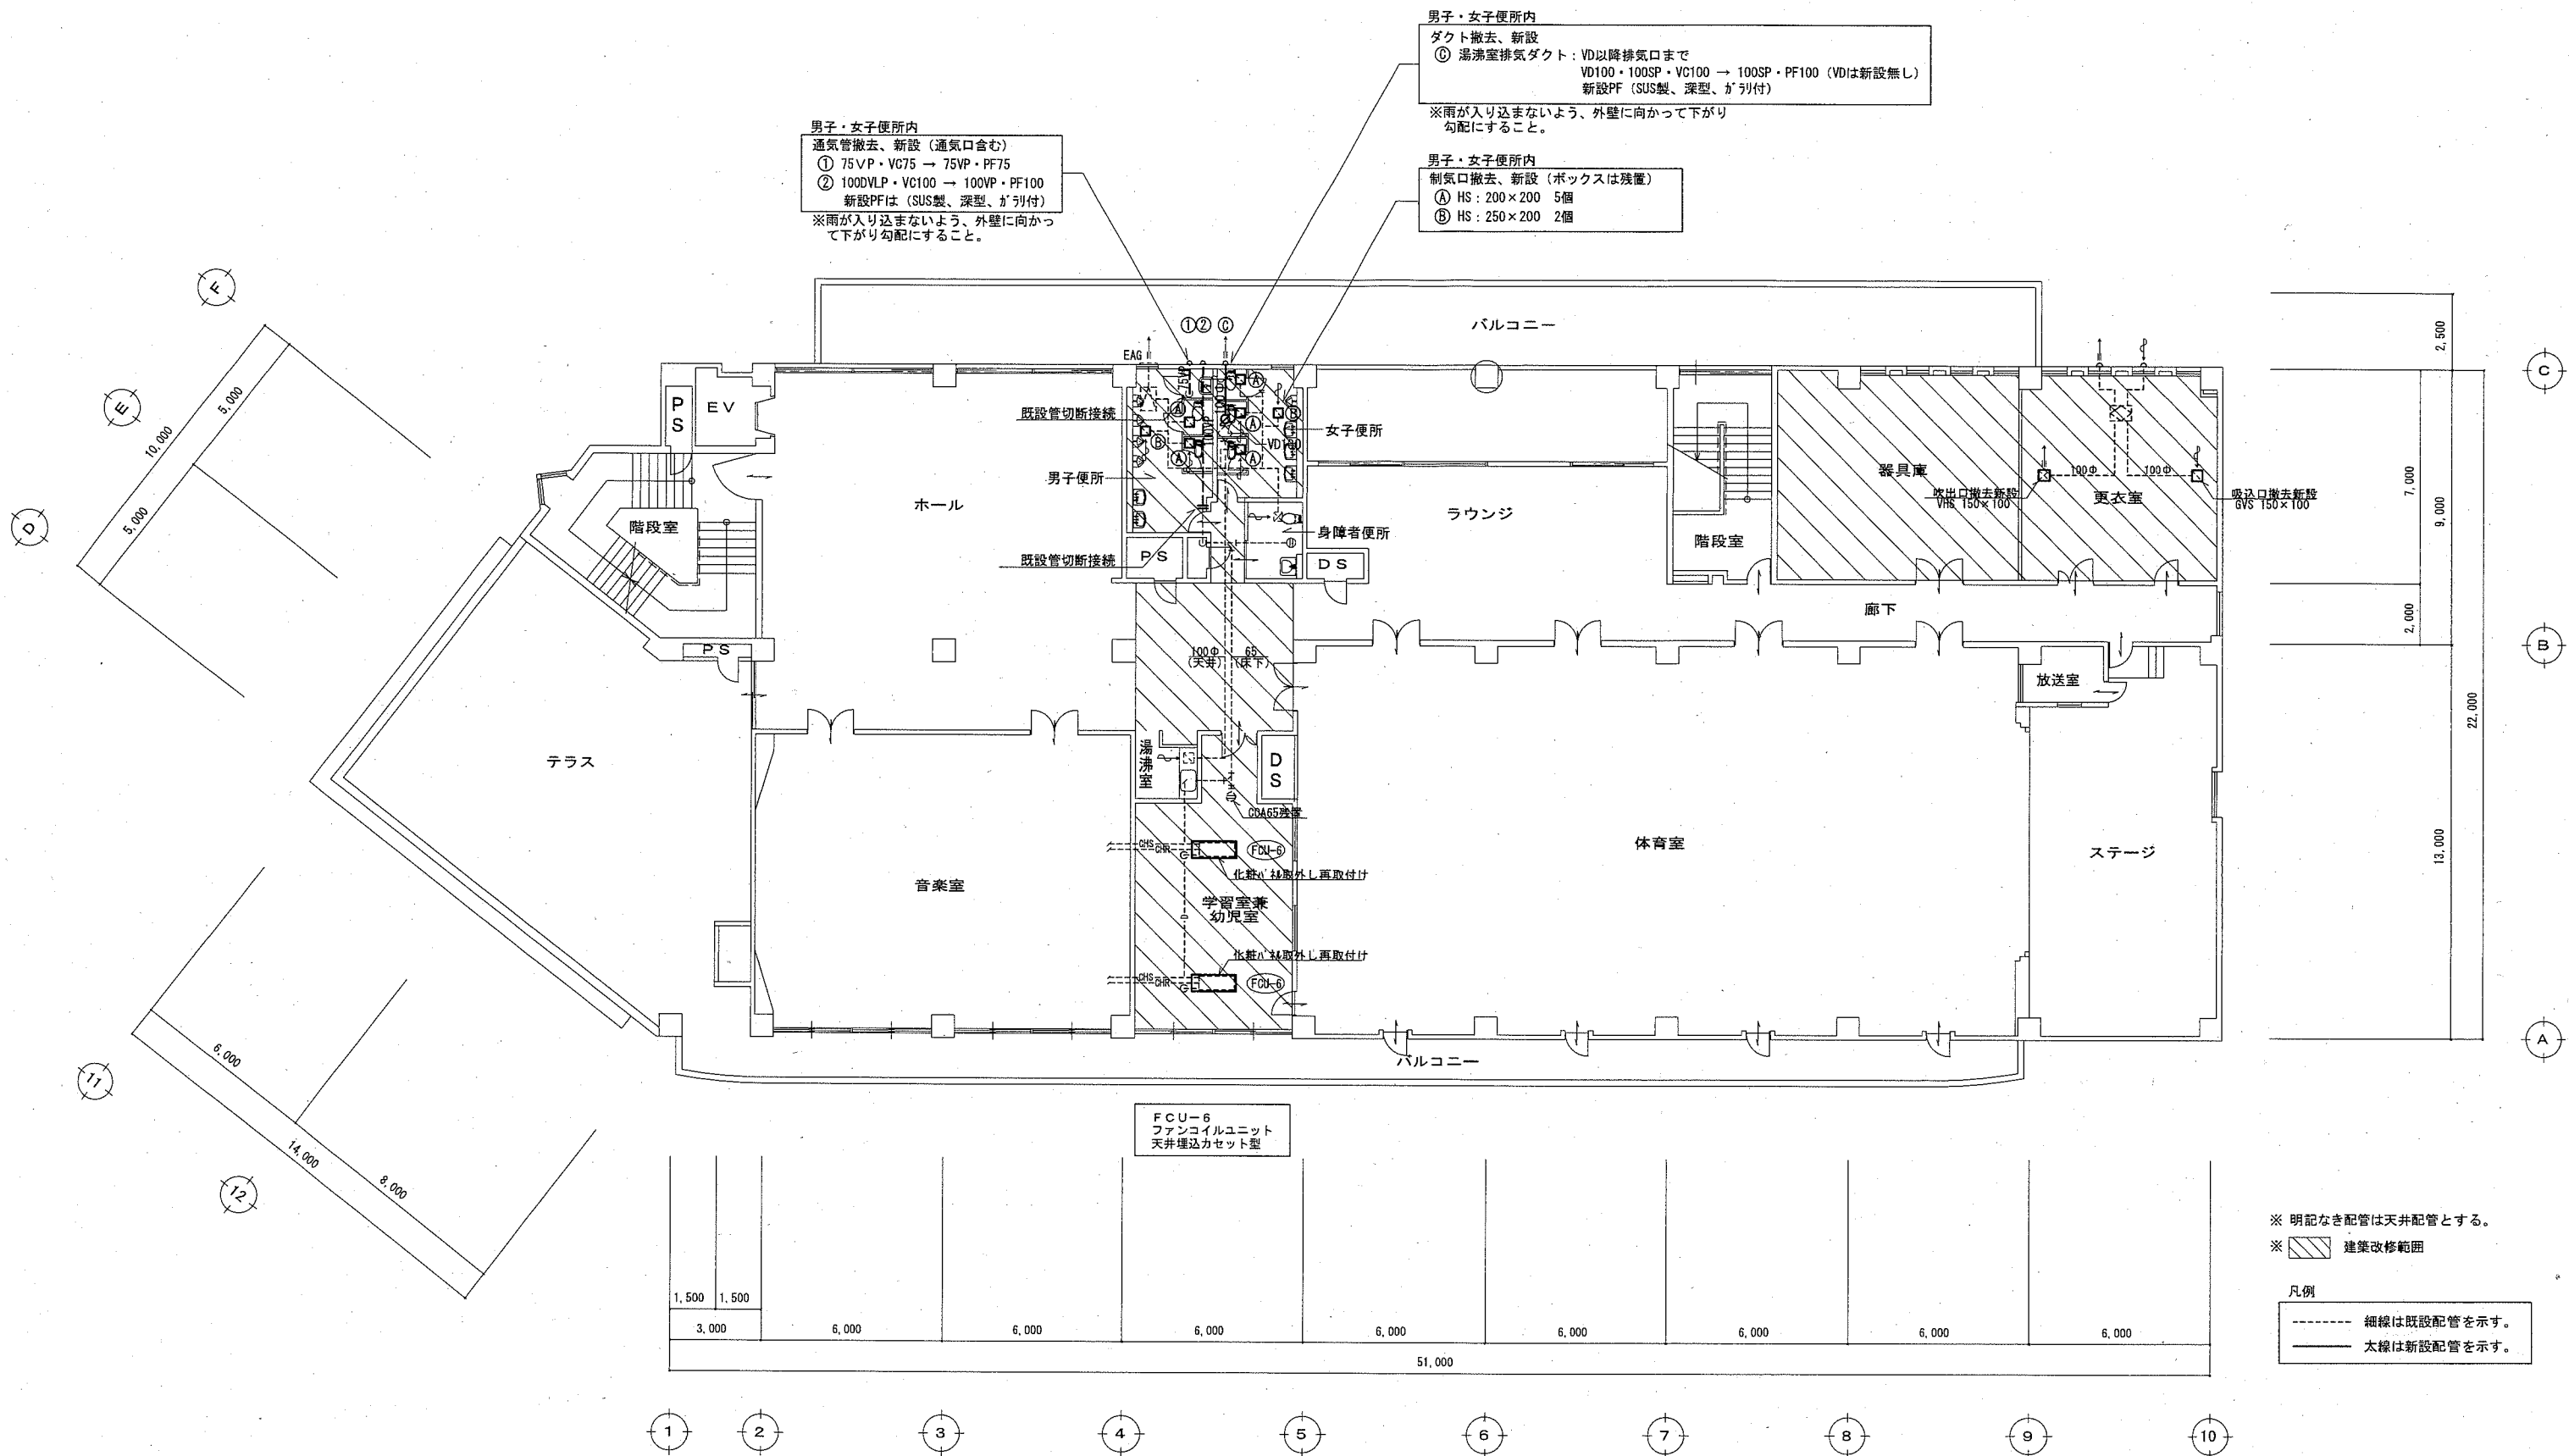 男子・女子便所内
ダクト撤去、新設
Ⓒ 湯沸室排気ダクト：VD以降排気口まで
VD100・100SP・VC100 → 100SP・PF100（VDは新設無し）
新設PF（SUS製、深型、ガラリ付）
※雨が入り込まないよう、外壁に向かって下がり
勾配にすること。
男子・女子便所内
通気管撤去、新設（通気口含む）
① 75VP・VC75 → 75VP・PF75
② 100DVLP・VC100 → 100VP・PF100
新設PFは（SUS製、深型、ガラリ付）
※雨が入り込まないよう、外壁に向かっ
て下がり勾配にすること。
男子・女子便所内
制気口撤去、新設（ボックスは残置）
Ⓐ HS：200×200 5個
Ⓑ HS：250×200 2個
F
E
D
10,000
5,000
5,000
①② Ⓒ
バルコニー
EAG
75VP
100VP
VD100
Ⓐ
Ⓐ
Ⓐ
Ⓐ
Ⓐ
Ⓑ
Ⓑ
PS
EV
既設管切断接続
女子便所
男子便所
ホール
階段室
身障者便所
既設管切断接続
PS
DS
ラウンジ
階段室
器具庫
100Φ
100Φ
吹出口撤去新設
VHS 150×100
更衣室
吸込口撤去新設
GVS 150×100
廊下
PS
100Φ
(天井)
65
(床下)
放送室
テラス
湯沸室
DS
COA65残置
CHS
CHR
FCU-6
化粧パネル取外し再取付け
音楽室
学習室兼
幼児室
体育室
ステージ
化粧パネル取外し再取付け
CHS
CHR
FCU-6
バルコニー
2,500
7,000
9,000
2,000
22,000
13,000
C
B
A
11
12
6,000
14,000
8,000
FCU−6
ファンコイルユニット
天井埋込カセット型
※ 明記なき配管は天井配管とする。
※ 建築改修範囲
凡例
細線は既設配管を示す。
太線は新設配管を示す。
1,500 1,500
3,000 6,000 6,000 6,000 6,000 6,000 6,000 6,000 6,000
51,000
1 2 3 4 5 6 7 8 9 10